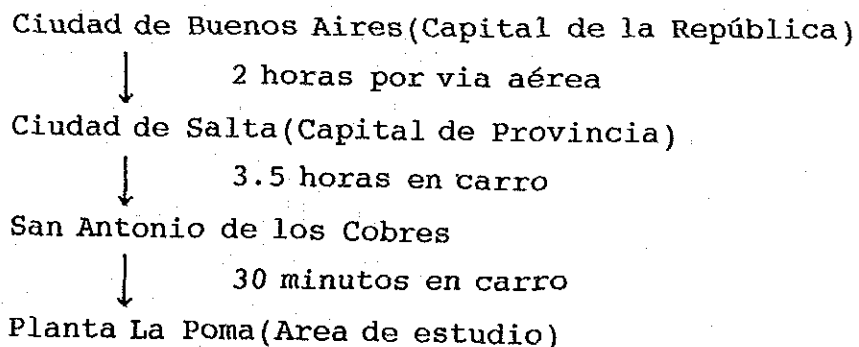 Ciudad de Buenos Aires(Capital de la República)
2 horas por via aérea
Ciudad de Salta(Capital de Provincia)
3.5 horas en carro
San Antonio de los Cobres
30 minutos en carro
Planta La Poma(Area de estudio)